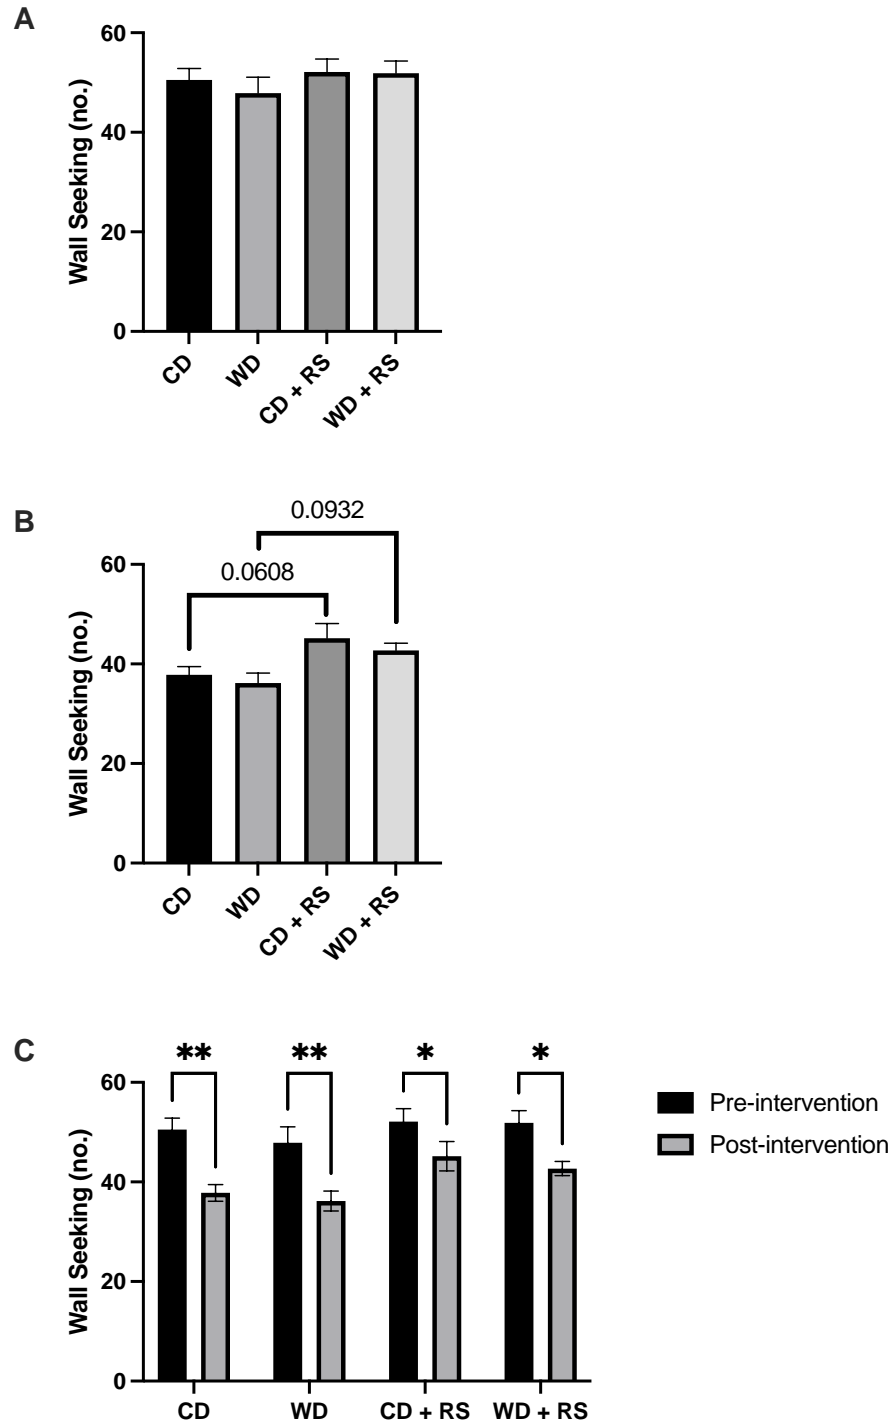 A
Wall Seeking (no.)
60
40
20
0
CD
WD
CD + RS
WD + RS
B
0.0932
0.0608
Wall Seeking (no.)
60
40
20
0
CD
WD
CD + RS
WD + RS
C
** ** * *
Wall Seeking (no.)
60
40
20
0
CD WD CD + RS WD + RS
Pre-intervention
Post-intervention